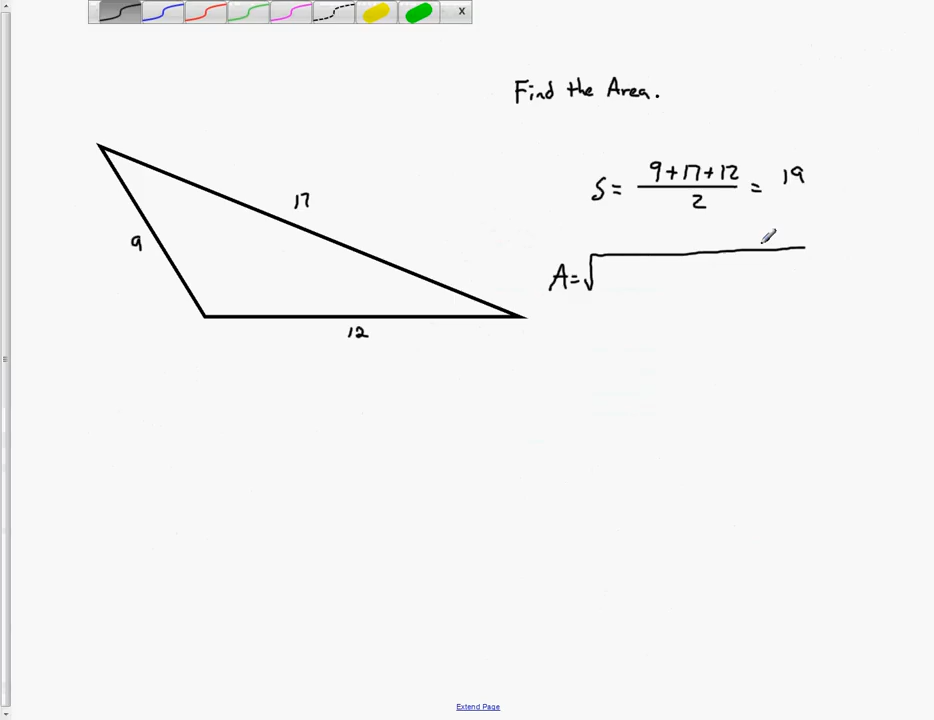 x
Find the Area.
S = 9+17+12 / 2 = 19
17
9
A=√
12
Extend Page